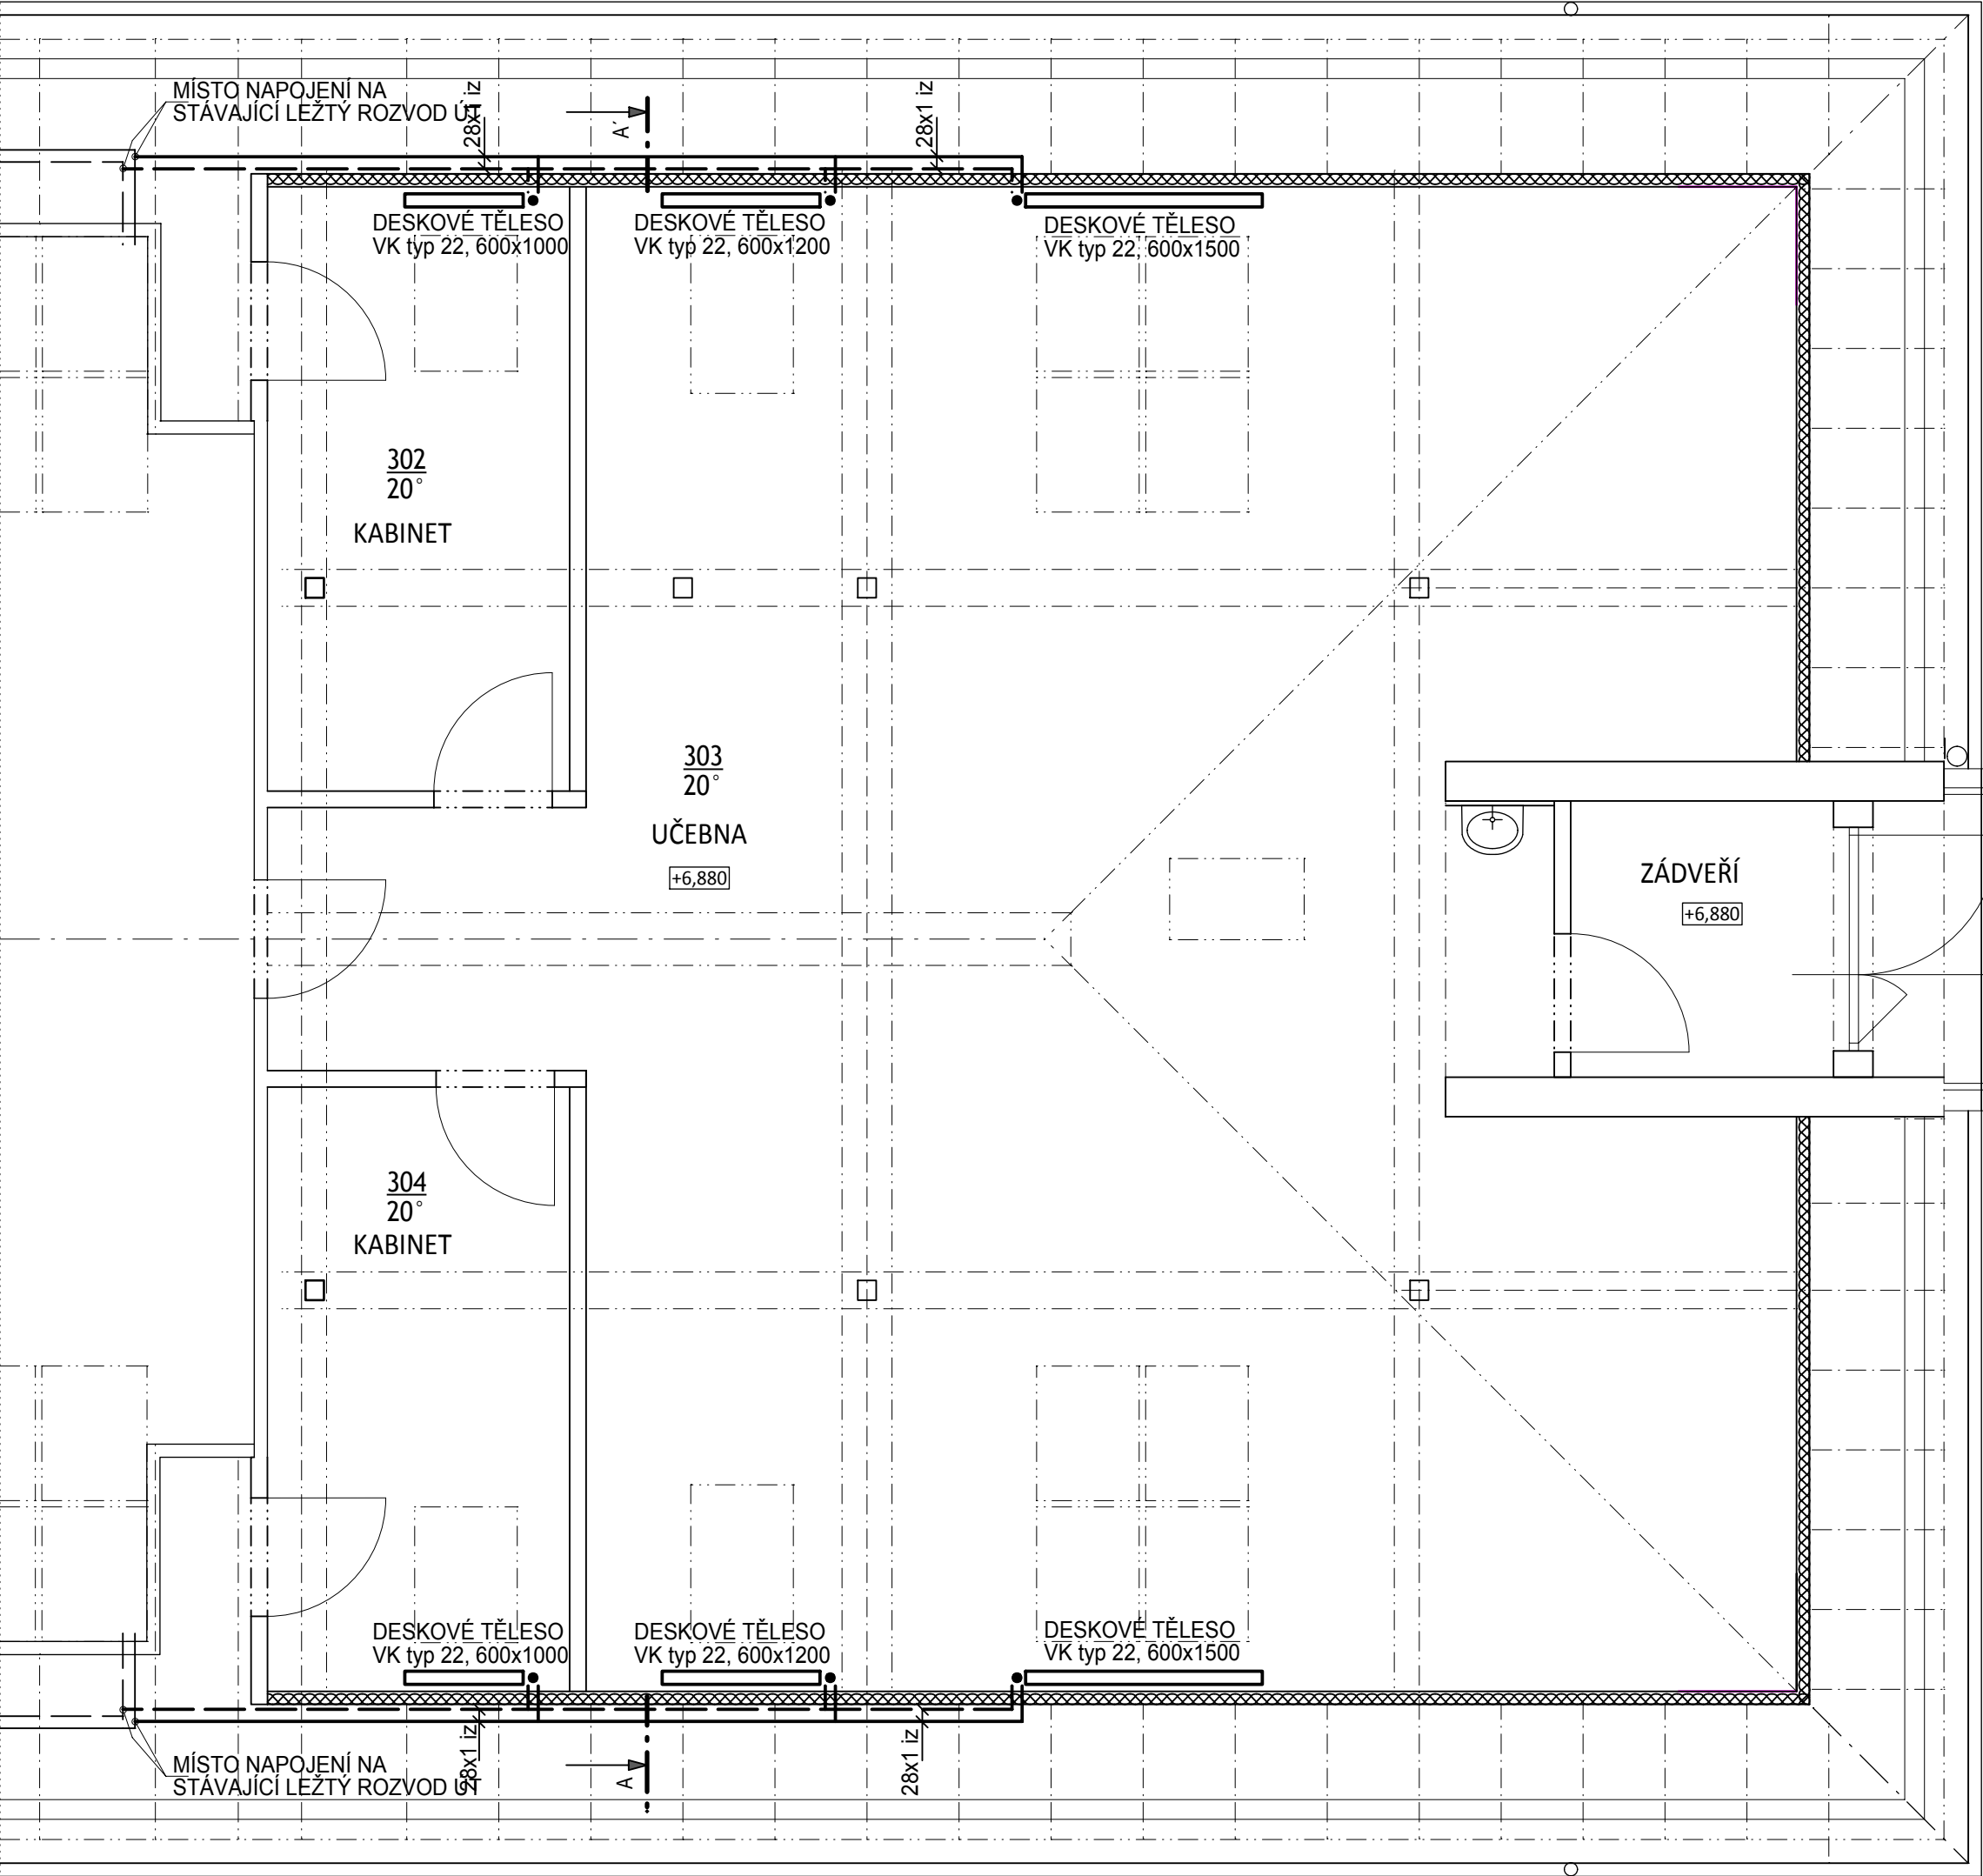 MÍSTO NAPOJENÍ NA
STÁVAJÍCÍ LEŽTÝ ROZVOD ÚT
28x1 iz
A´
28x1 iz
DESKOVÉ TĚLESO
VK typ 22, 600x1000
DESKOVÉ TĚLESO
VK typ 22, 600x1200
DESKOVÉ TĚLESO
VK typ 22, 600x1500
302
20°
KABINET
303
20°
UČEBNA
+6,880
ZÁDVEŘÍ
+6,880
304
20°
KABINET
DESKOVÉ TĚLESO
VK typ 22, 600x1000
DESKOVÉ TĚLESO
VK typ 22, 600x1200
DESKOVÉ TĚLESO
VK typ 22, 600x1500
MÍSTO NAPOJENÍ NA
STÁVAJÍCÍ LEŽTÝ ROZVOD ÚT
28x1 iz
A
28x1 iz